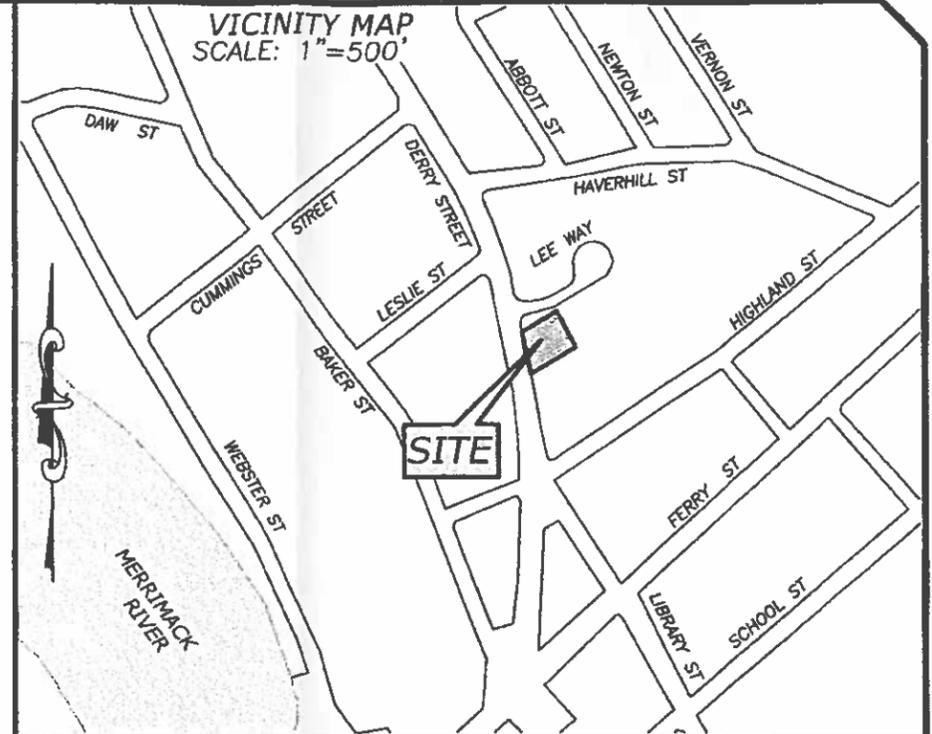 VICINITY MAP
SCALE: 1"=500'
DAW ST
ABBOTT ST
NEWTON ST
VERNON ST
DERRY STREET
HAVERHILL ST
STREET
CUMMINGS
LEE WAY
LESLIE ST
HIGHLAND ST
BAKER ST
SITE
WEBSTER ST
FERRY ST
MERRIMACK
RIVER
LIBRARY ST
SCHOOL ST